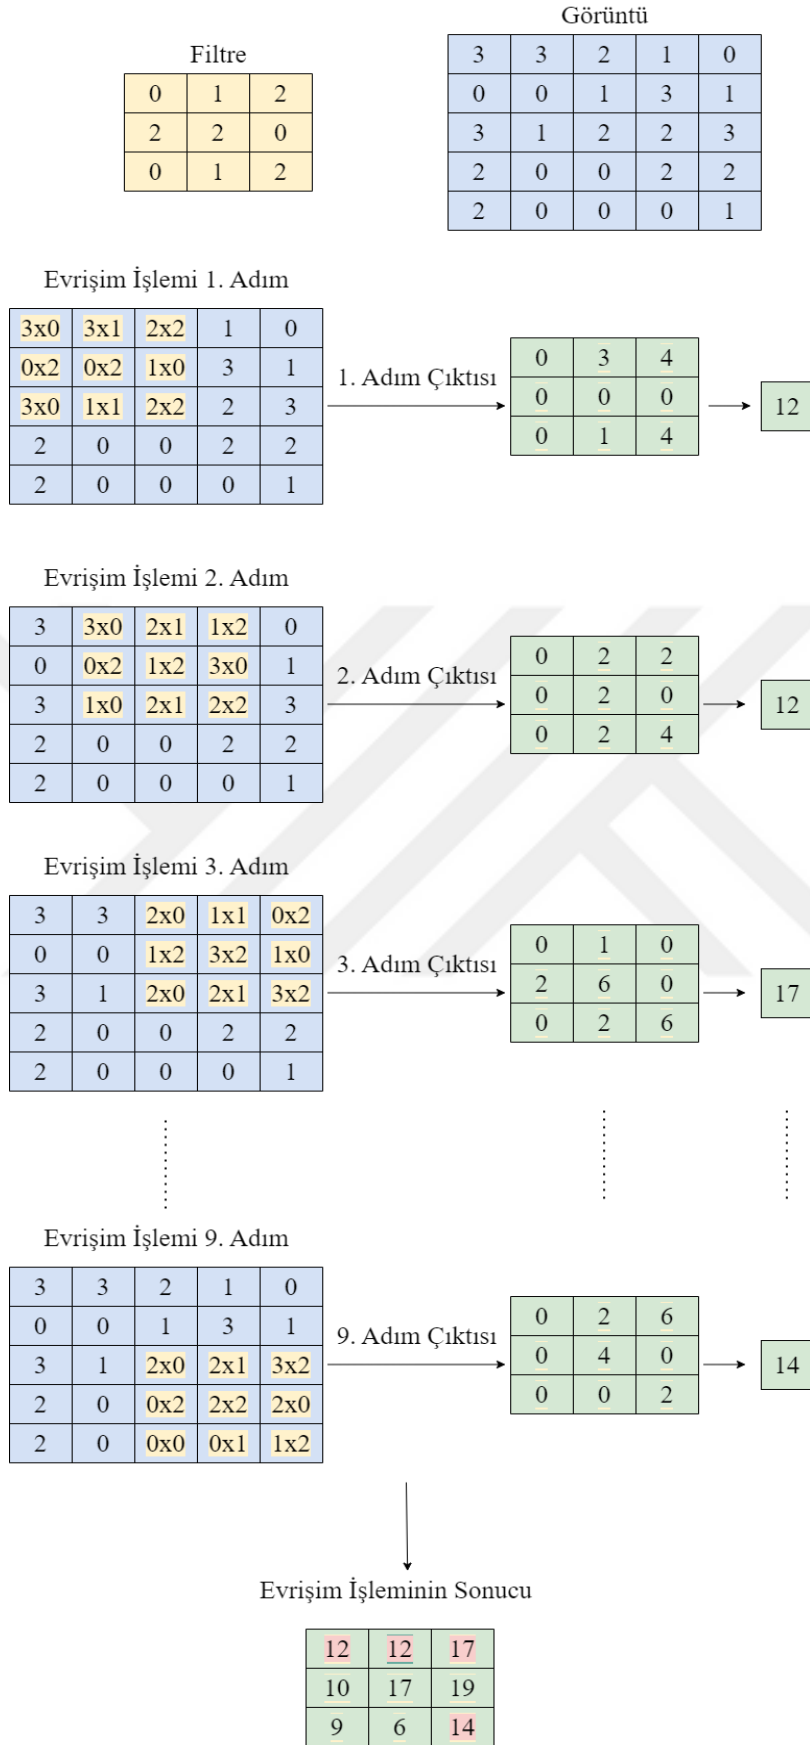 Görüntü
Filtre
3 3 2 1 0
0 0 1 3 1
3 1 2 2 3
2 0 0 2 2
2 0 0 0 1
0 1 2
2 2 0
0 1 2
Evrişim İşlemi 1. Adım
3x0 3x1 2x2 1 0
0x2 0x2 1x0 3 1
3x0 1x1 2x2 2 3
2 0 0 2 2
2 0 0 0 1
1. Adım Çıktısı
0 3 4
0 0 0
0 1 4
12
Evrişim İşlemi 2. Adım
3 3x0 2x1 1x2 0
0 0x2 1x2 3x0 1
3 1x0 2x1 2x2 3
2 0 0 2 2
2 0 0 0 1
2. Adım Çıktısı
0 2 2
0 2 0
0 2 4
12
Evrişim İşlemi 3. Adım
3 3 2x0 1x1 0x2
0 0 1x2 3x2 1x0
3 1 2x0 2x1 3x2
2 0 0 2 2
2 0 0 0 1
3. Adım Çıktısı
0 1 0
2 6 0
0 2 6
17
Evrişim İşlemi 9. Adım
3 3 2 1 0
0 0 1 3 1
3 1 2x0 2x1 3x2
2 0 0x2 2x2 2x0
2 0 0x0 0x1 1x2
9. Adım Çıktısı
0 2 6
0 4 0
0 0 2
14
Evrişim İşleminin Sonucu
12 12 17
10 17 19
9 6 14